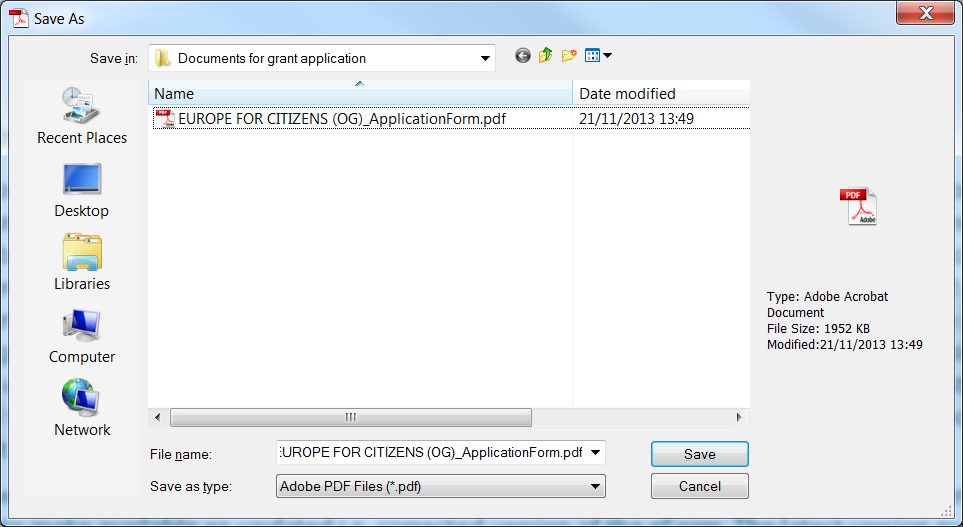 Save As
Save in:
Documents for grant application
Name
Date modified
EUROPE FOR CITIZENS (OG)_ApplicationForm.pdf
21/11/2013 13:49
Recent Places
Desktop
Libraries
Computer
Network
PDF
Adobe
Type: Adobe Acrobat
Document
File Size: 1952 KB
Modified:21/11/2013 13:49
File name:
EUROPE FOR CITIZENS (OG)_ApplicationForm.pdf
Save
Save as type:
Adobe PDF Files (*.pdf)
Cancel